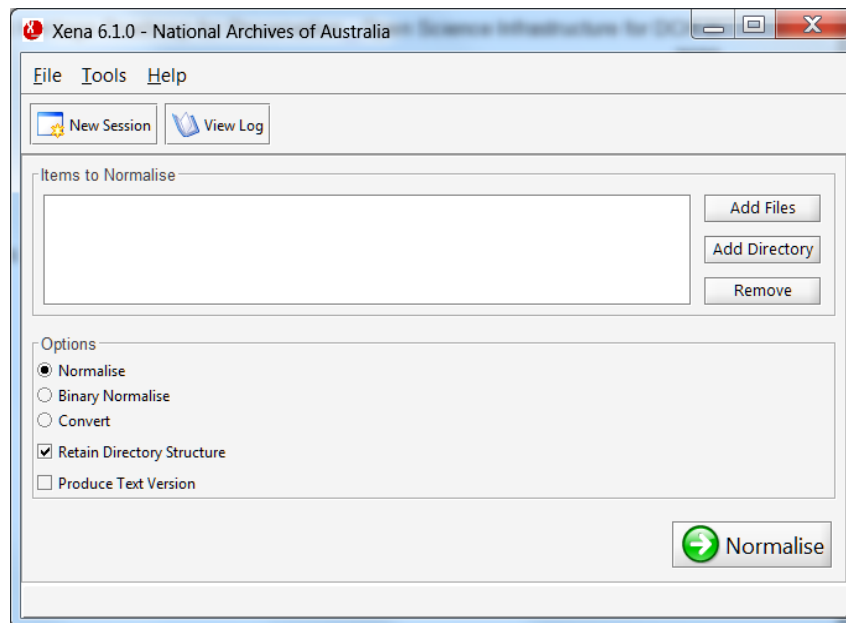 Xena 6.1.0 - National Archives of Australia
File Tools Help
New Session View Log
Items to Normalise
Add Files
Add Directory
Remove
Options
Normalise
Binary Normalise
Convert
Retain Directory Structure
Produce Text Version
Normalise